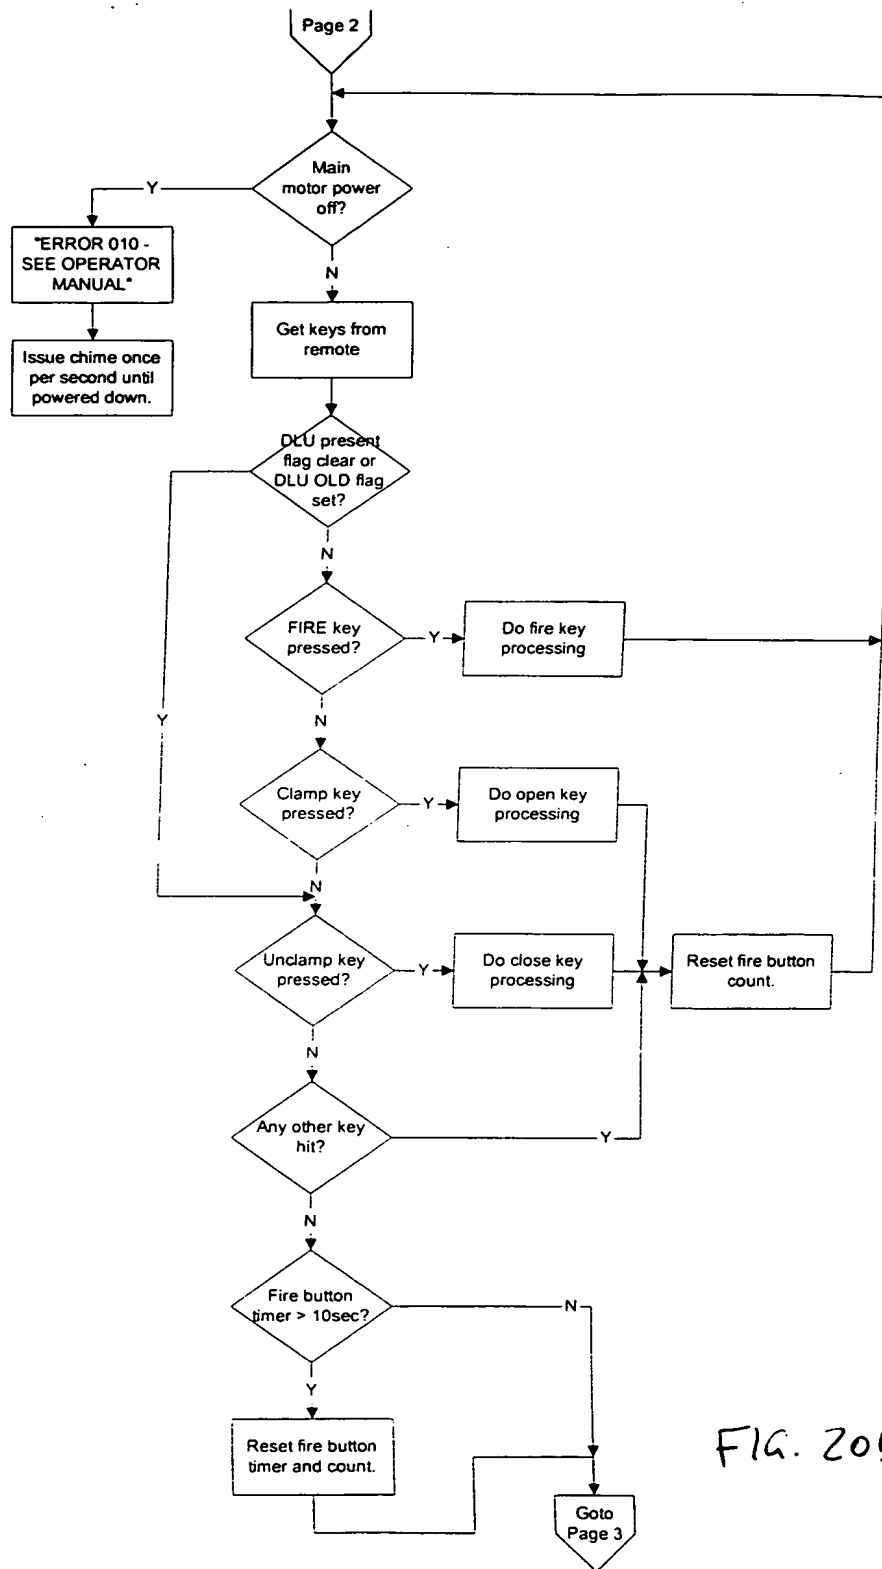 Page 2
Main
motor power
off?
Y
"ERROR 010 -
SEE OPERATOR
MANUAL"
N
Issue chime once
per second until
powered down.
Get keys from
remote
DLU present
flag clear or
DLU OLD flag
set?
N
FIRE key
pressed?
Y
Do fire key
processing
Y
N
Clamp key
pressed?
Y
Do open key
processing
N
Unclamp key
pressed?
Y
Do close key
processing
Reset fire button
count.
N
Any other key
hit?
Y
N
Fire button
timer > 10sec?
N
Y
Reset fire button
timer and count.
FIG. 20
Goto
Page 3